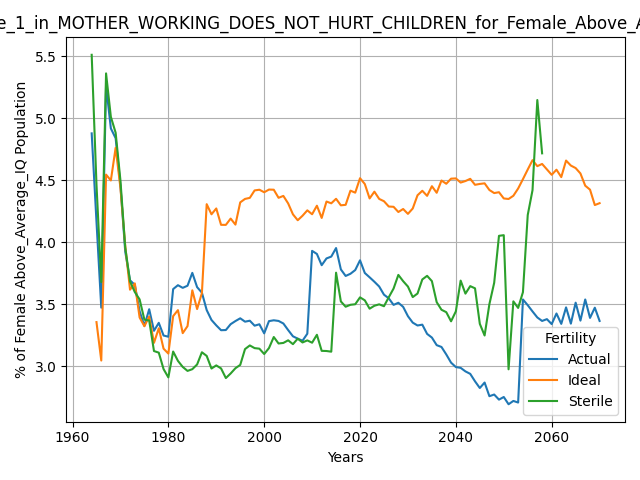 e_1_in_MOTHER_WORKING_DOES_NOT_HURT_CHILDREN_for_Female_Above_A
% of Female Above_Average_IQ Population
5.5
5.0
4.5
4.0
3.5
3.0
1960
1980
2000
2020
2040
2060
Years
Fertility
Actual
Ideal
Sterile